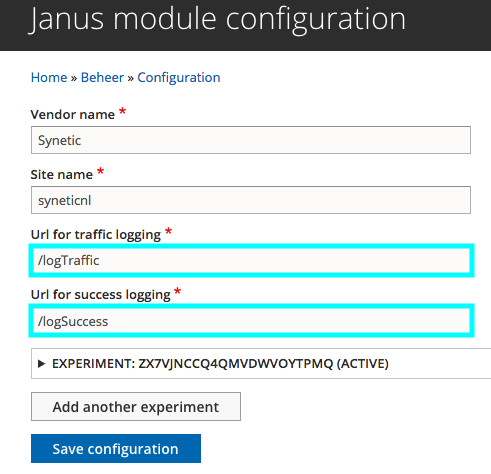 Janus module configuration
Home » Beheer » Configuration
Vendor name *
Synetic
Site name *
syneticnl
Url for traffic logging *
/logTraffic
Url for success logging *
/logSuccess
EXPERIMENT: ZX7VJNCCQ4QMVDWVOYTPMQ (ACTIVE)
Add another experiment
Save configuration